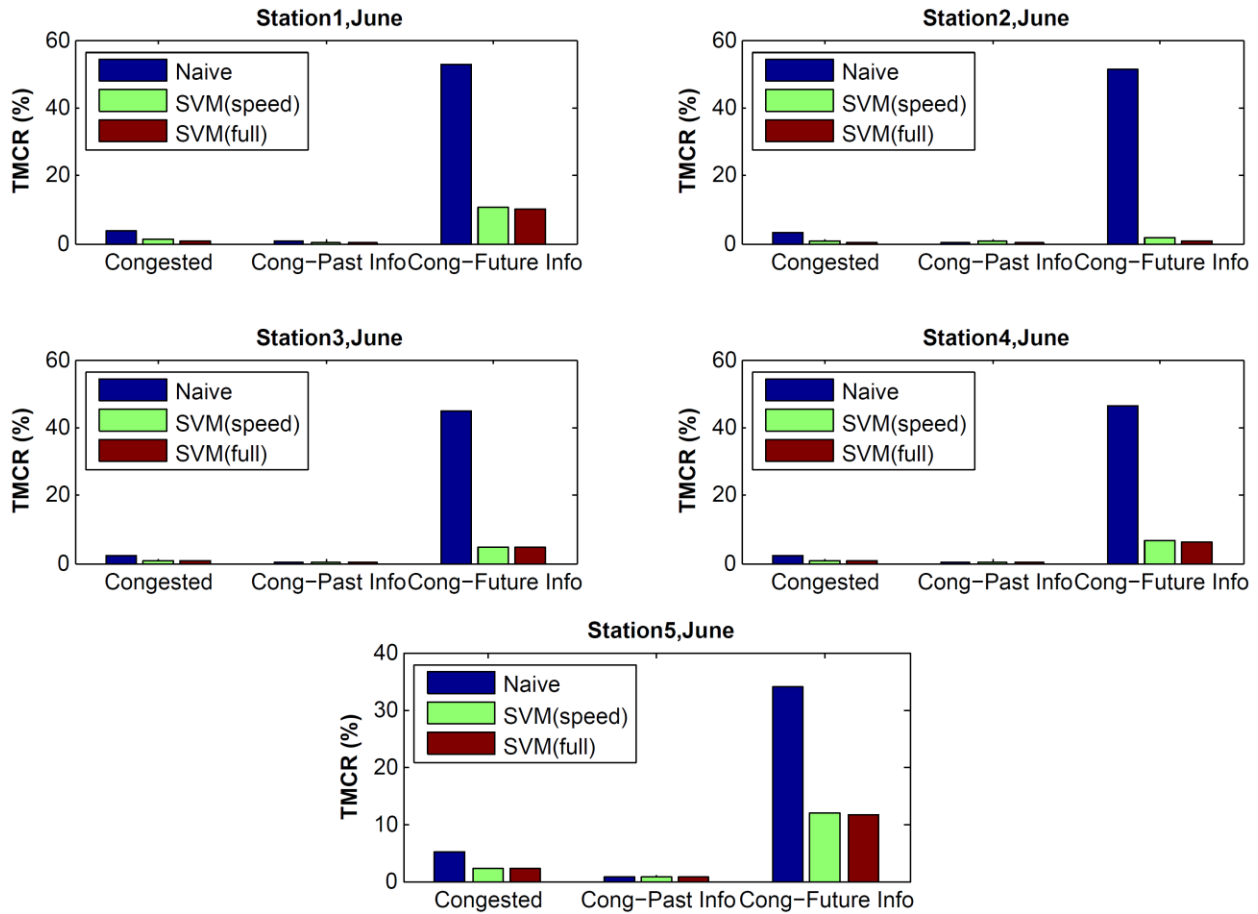 Station1,June
60
40
20
0
TMCR (%)
Naive
SVM(speed)
SVM(full)
Congested
Cong−Past Info
Cong−Future Info
Station2,June
60
40
20
0
TMCR (%)
Naive
SVM(speed)
SVM(full)
Congested
Cong−Past Info
Cong−Future Info
Station3,June
60
40
20
0
TMCR (%)
Naive
SVM(speed)
SVM(full)
Congested
Cong−Past Info
Cong−Future Info
Station4,June
60
40
20
0
TMCR (%)
Naive
SVM(speed)
SVM(full)
Congested
Cong−Past Info
Cong−Future Info
Station5,June
40
30
20
10
0
TMCR (%)
Naive
SVM(speed)
SVM(full)
Congested
Cong−Past Info
Cong−Future Info